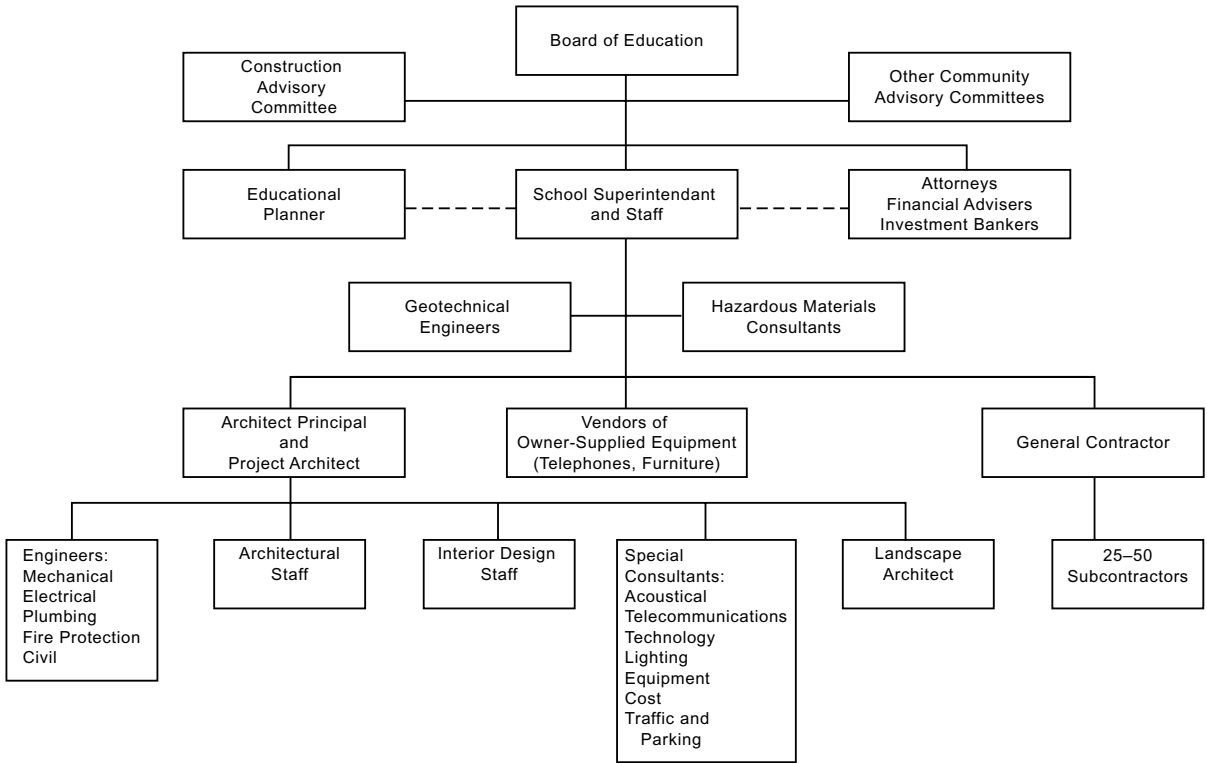 Board of Education
Construction
Advisory
Committee
Other Community
Advisory Committees
Educational
Planner
School Superintendant
and Staff
Attorneys
Financial Advisers
Investment Bankers
Geotechnical
Engineers
Hazardous Materials
Consultants
Architect Principal
and
Project Architect
Vendors of
Owner-Supplied Equipment
(Telephones, Furniture)
General Contractor
Engineers:
Mechanical
Electrical
Plumbing
Fire Protection
Civil
Architectural
Staff
Interior Design
Staff
Special
Consultants:
Acoustical
Telecommunications
Technology
Lighting
Equipment
Cost
Traffic and
Parking
Landscape
Architect
25–50
Subcontractors